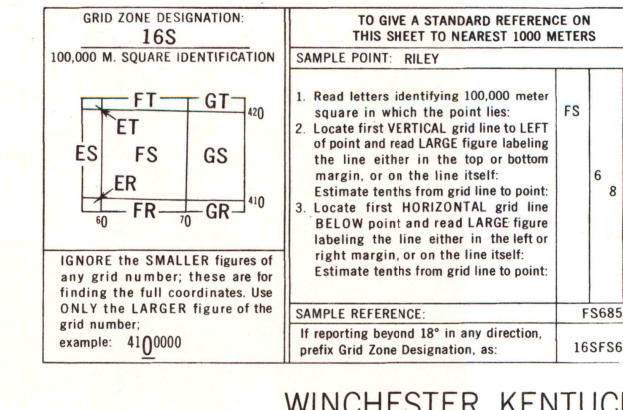 GRID ZONE DESIGNATION:
16S
100,000 M. SQUARE IDENTIFICATION
FT GT
420
ET
ES FS GS
ER
410
FR GR
60 70
IGNORE the SMALLER figures of
any grid number; these are for
finding the full coordinates. Use
ONLY the LARGER figure of the
grid number;
example: 4100000
TO GIVE A STANDARD REFERENCE ON
THIS SHEET TO NEAREST 1000 METERS
SAMPLE POINT: RILEY
1. Read letters identifying 100,000 meter
square in which the point lies: FS
2. Locate first VERTICAL grid line to LEFT
of point and read LARGE figure labeling
the line either in the top or bottom
margin, or on the line itself: 6
Estimate tenths from grid line to point: 8
3. Locate first HORIZONTAL grid line
BELOW point and read LARGE figure
labeling the line either in the left or
right margin, or on the line itself:
Estimate tenths from grid line to point:
SAMPLE REFERENCE: FS685
If reporting beyond 18° in any direction,
prefix Grid Zone Designation, as: 16SFS6
WINCHESTER, KENTUC